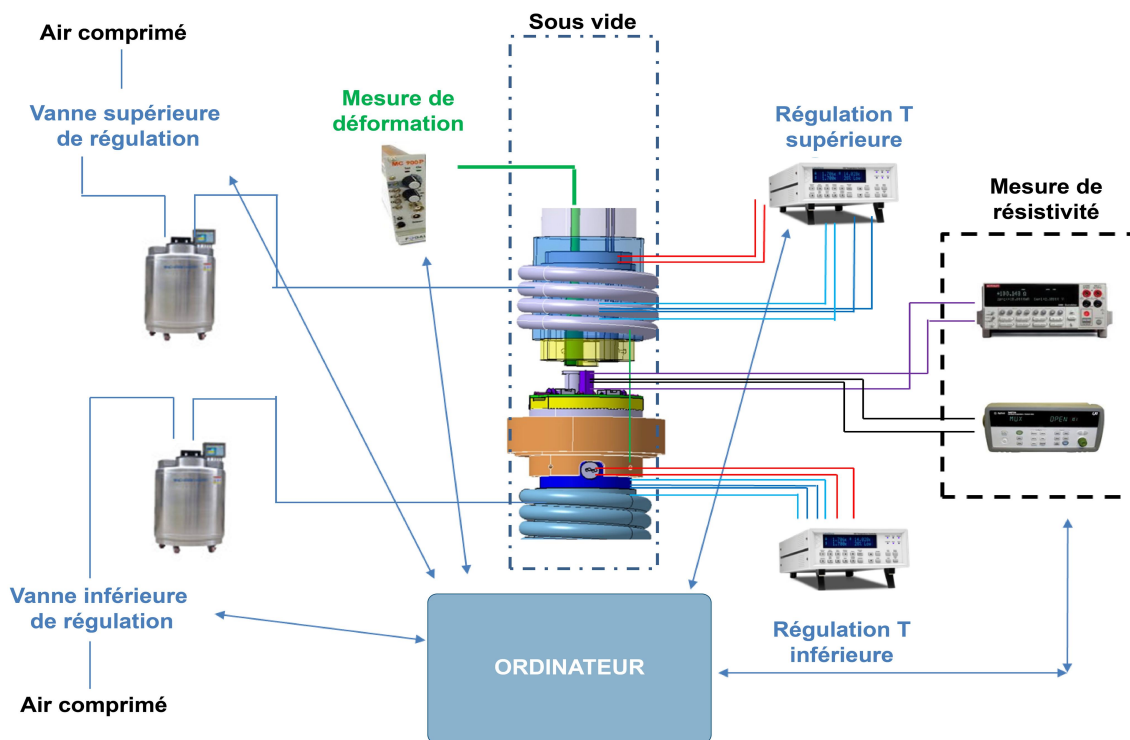 Sous vide
Air comprimé
Vanne supérieure
de régulation
Mesure de
déformation
Régulation T
supérieure
Mesure de
résistivité
Vanne inférieure
de régulation
Air comprimé
ORDINATEUR
Régulation T
inférieure